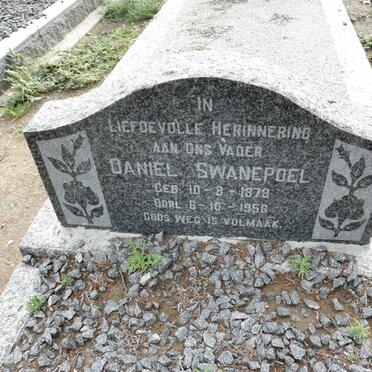 IN
LIEFDEVOLLE HERINNERING
AAN ONS VADER
DANIEL SWANEPOEL
GEB. 10-8-1879
OORL. 6-10-1958
GODS WEG IS VOLMAAK.